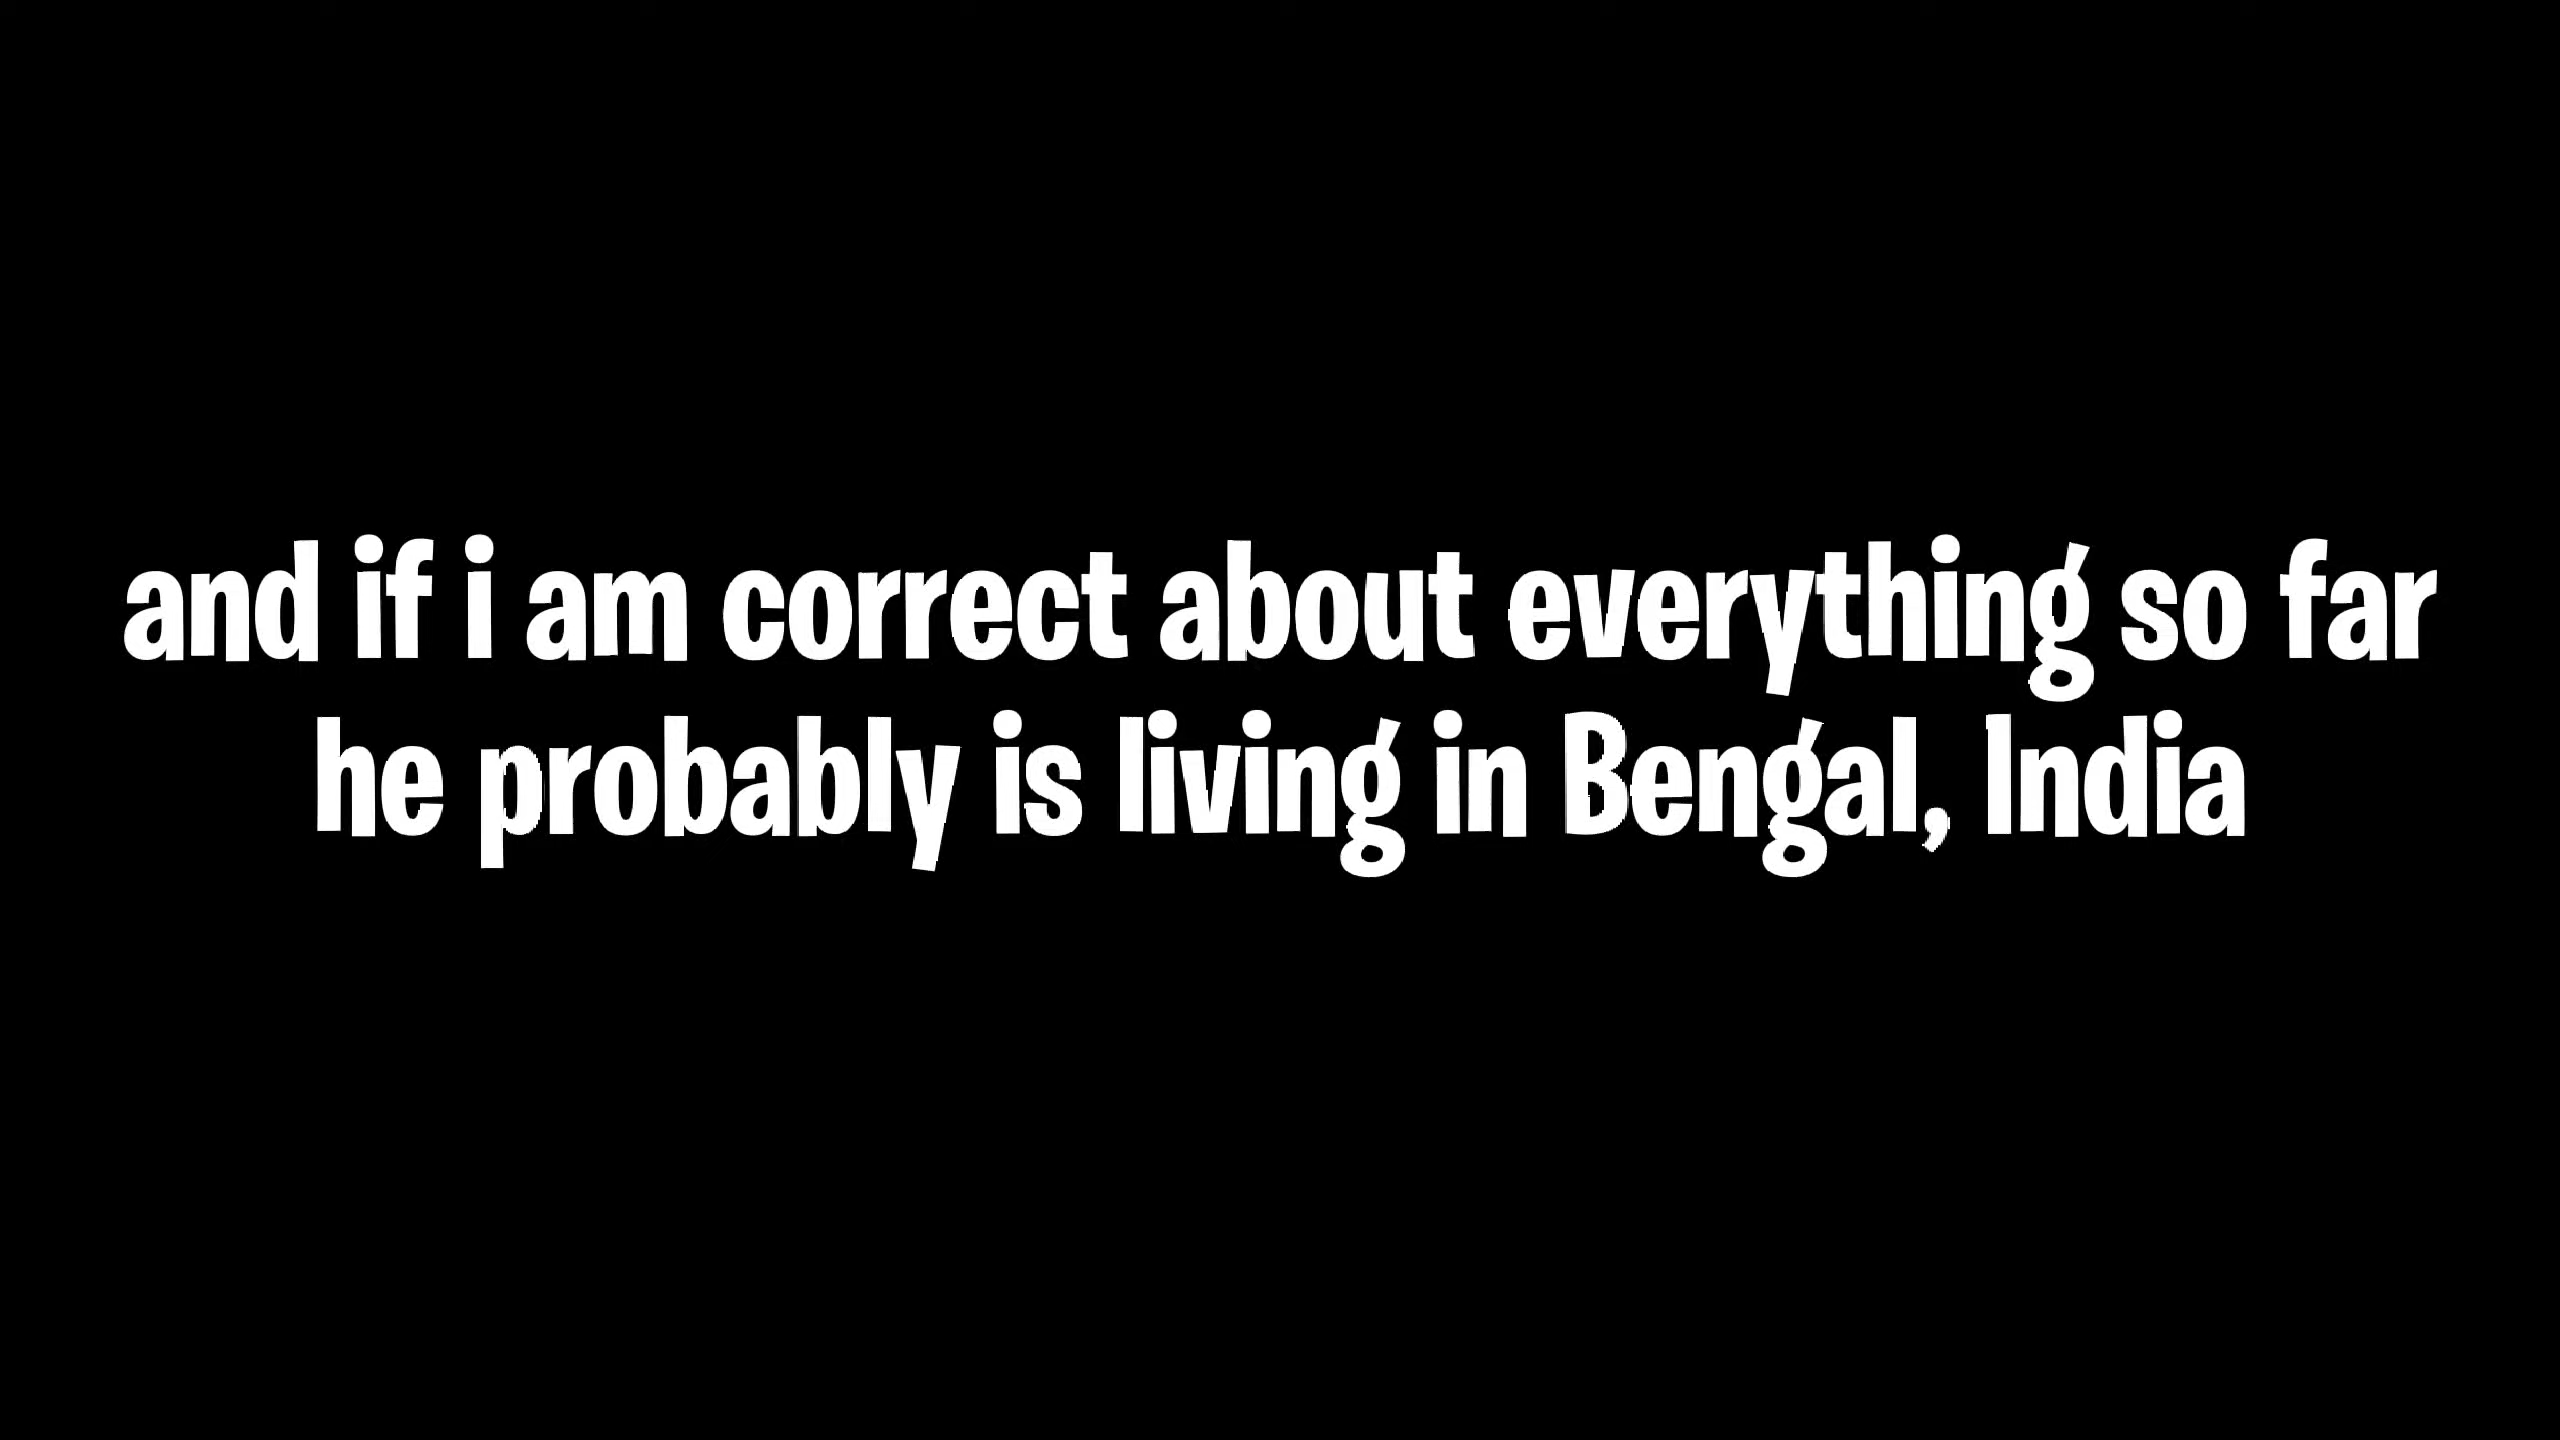 and if i am correct about everything so far
he probably is living in Bengal, India